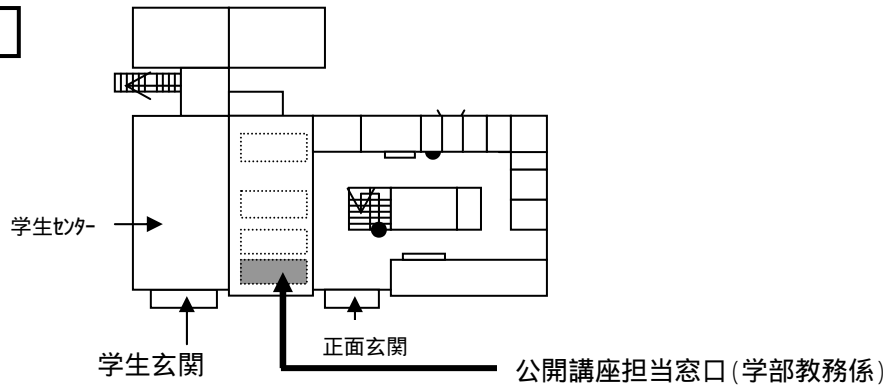 学生ｾﾝﾀｰ
学生玄関
正面玄関
公開講座担当窓口(学部教務係)